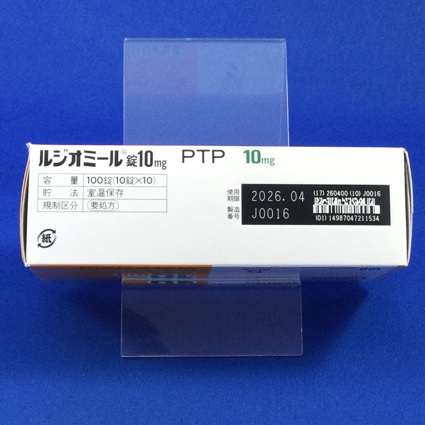 ルジオミール®錠10mg PTP 10mg
容量 100錠(10錠×10)
貯法 室温保存
規制区分 (要処方)
使用期限 2026.04
製造番号 J0016
(17) 260400 (10) J0016
(01) 14987047211534
紙